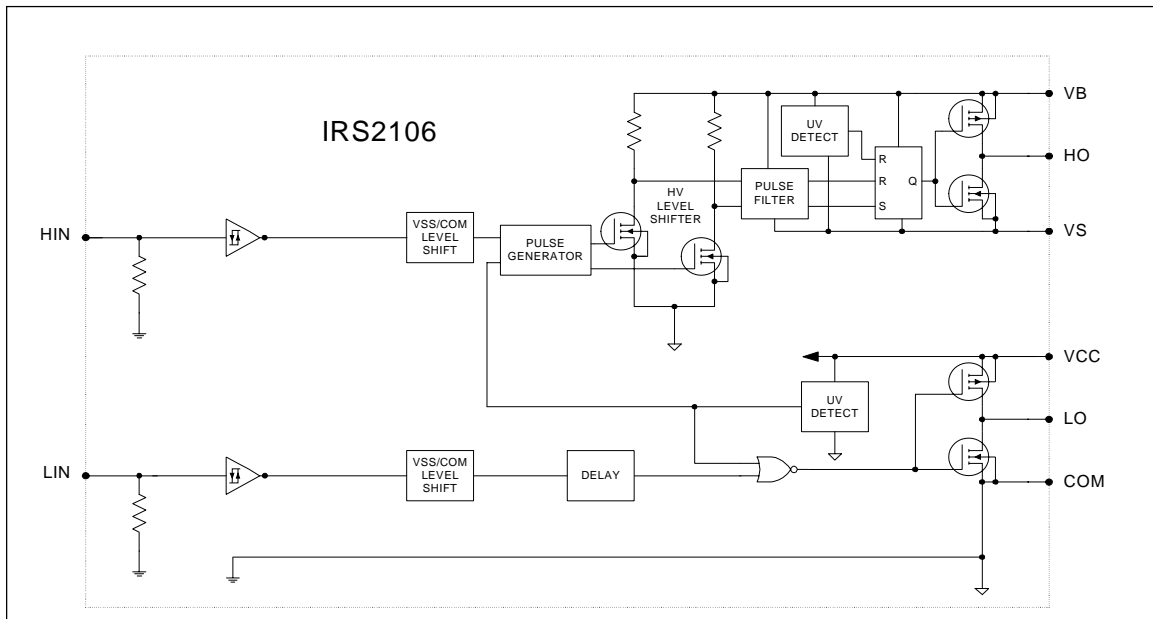 IRS2106
VB
UV
DETECT
HO
R
R
S
Q
PULSE
FILTER
HV
LEVEL
SHIFTER
VS
HIN
VSS/COM
LEVEL
SHIFT
PULSE
GENERATOR
VCC
UV
DETECT
LO
LIN
VSS/COM
LEVEL
SHIFT
DELAY
COM